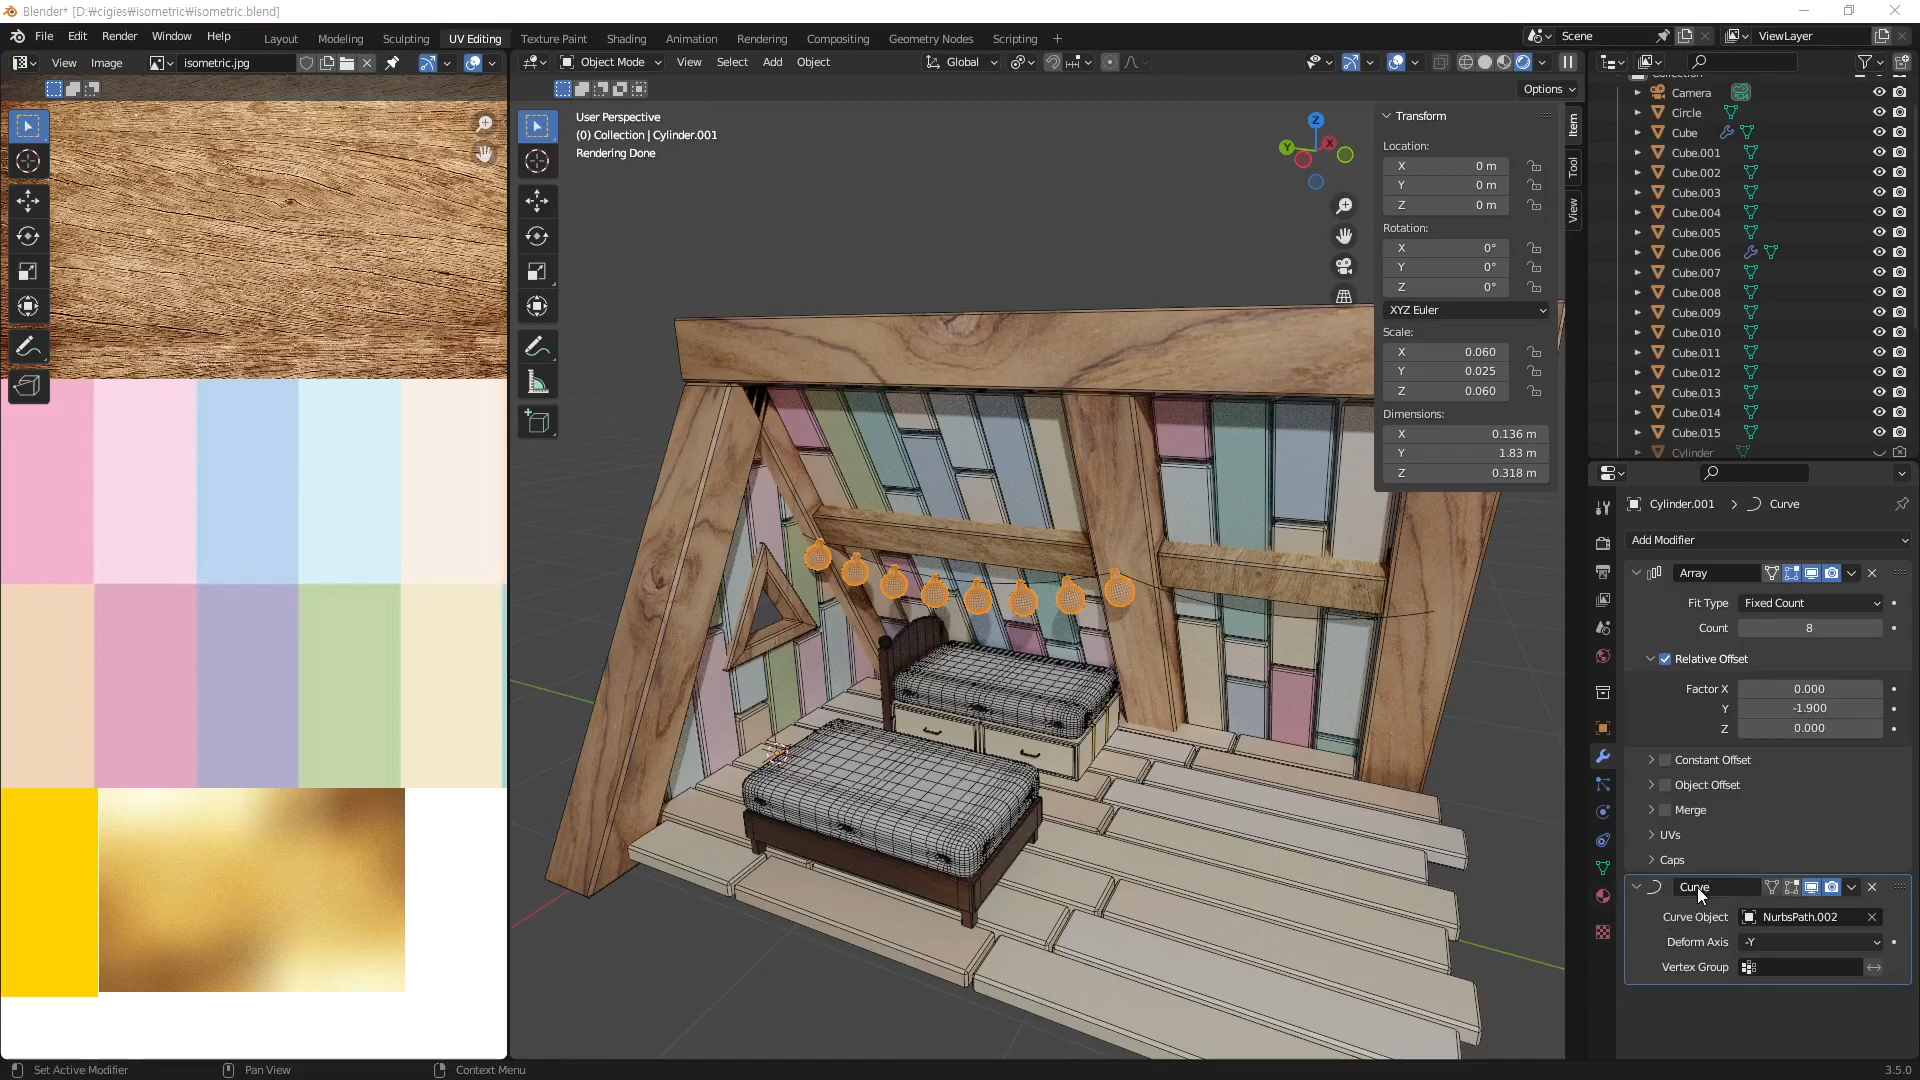 Blender* [D:₩cigies₩isometric₩isometric.blend]
File Edit Render Window Help Layout Modeling Sculpting UV Editing Texture Paint Shading Animation Rendering Compositing Geometry Nodes Scripting
Scene
ViewLayer
View Image isometric.jpg
Object Mode View Select Add Object Global
Options
User Perspective
(0) Collection | Cylinder.001
Rendering Done
Z
X
Y
Transform
Location:
X 0 m
Y 0 m
Z 0 m
Rotation:
X 0°
Y 0°
Z 0°
XYZ Euler
Scale:
X 0.060
Y 0.025
Z 0.060
Dimensions:
X 0.136 m
Y 1.83 m
Z 0.318 m
Item
Tool
View
Collection
Camera
Circle
Cube
Cube.001
Cube.002
Cube.003
Cube.004
Cube.005
Cube.006
Cube.007
Cube.008
Cube.009
Cube.010
Cube.011
Cube.012
Cube.013
Cube.014
Cube.015
Cylinder
Cylinder.001 Curve
Add Modifier
Array
Fit Type Fixed Count
Count 8
Relative Offset
Factor X 0.000
Y -1.900
Z 0.000
Constant Offset
Object Offset
Merge
UVs
Caps
Curve
Curve Object NurbsPath.002
Deform Axis -Y
Vertex Group
Set Active Modifier Pan View Context Menu
3.5.0